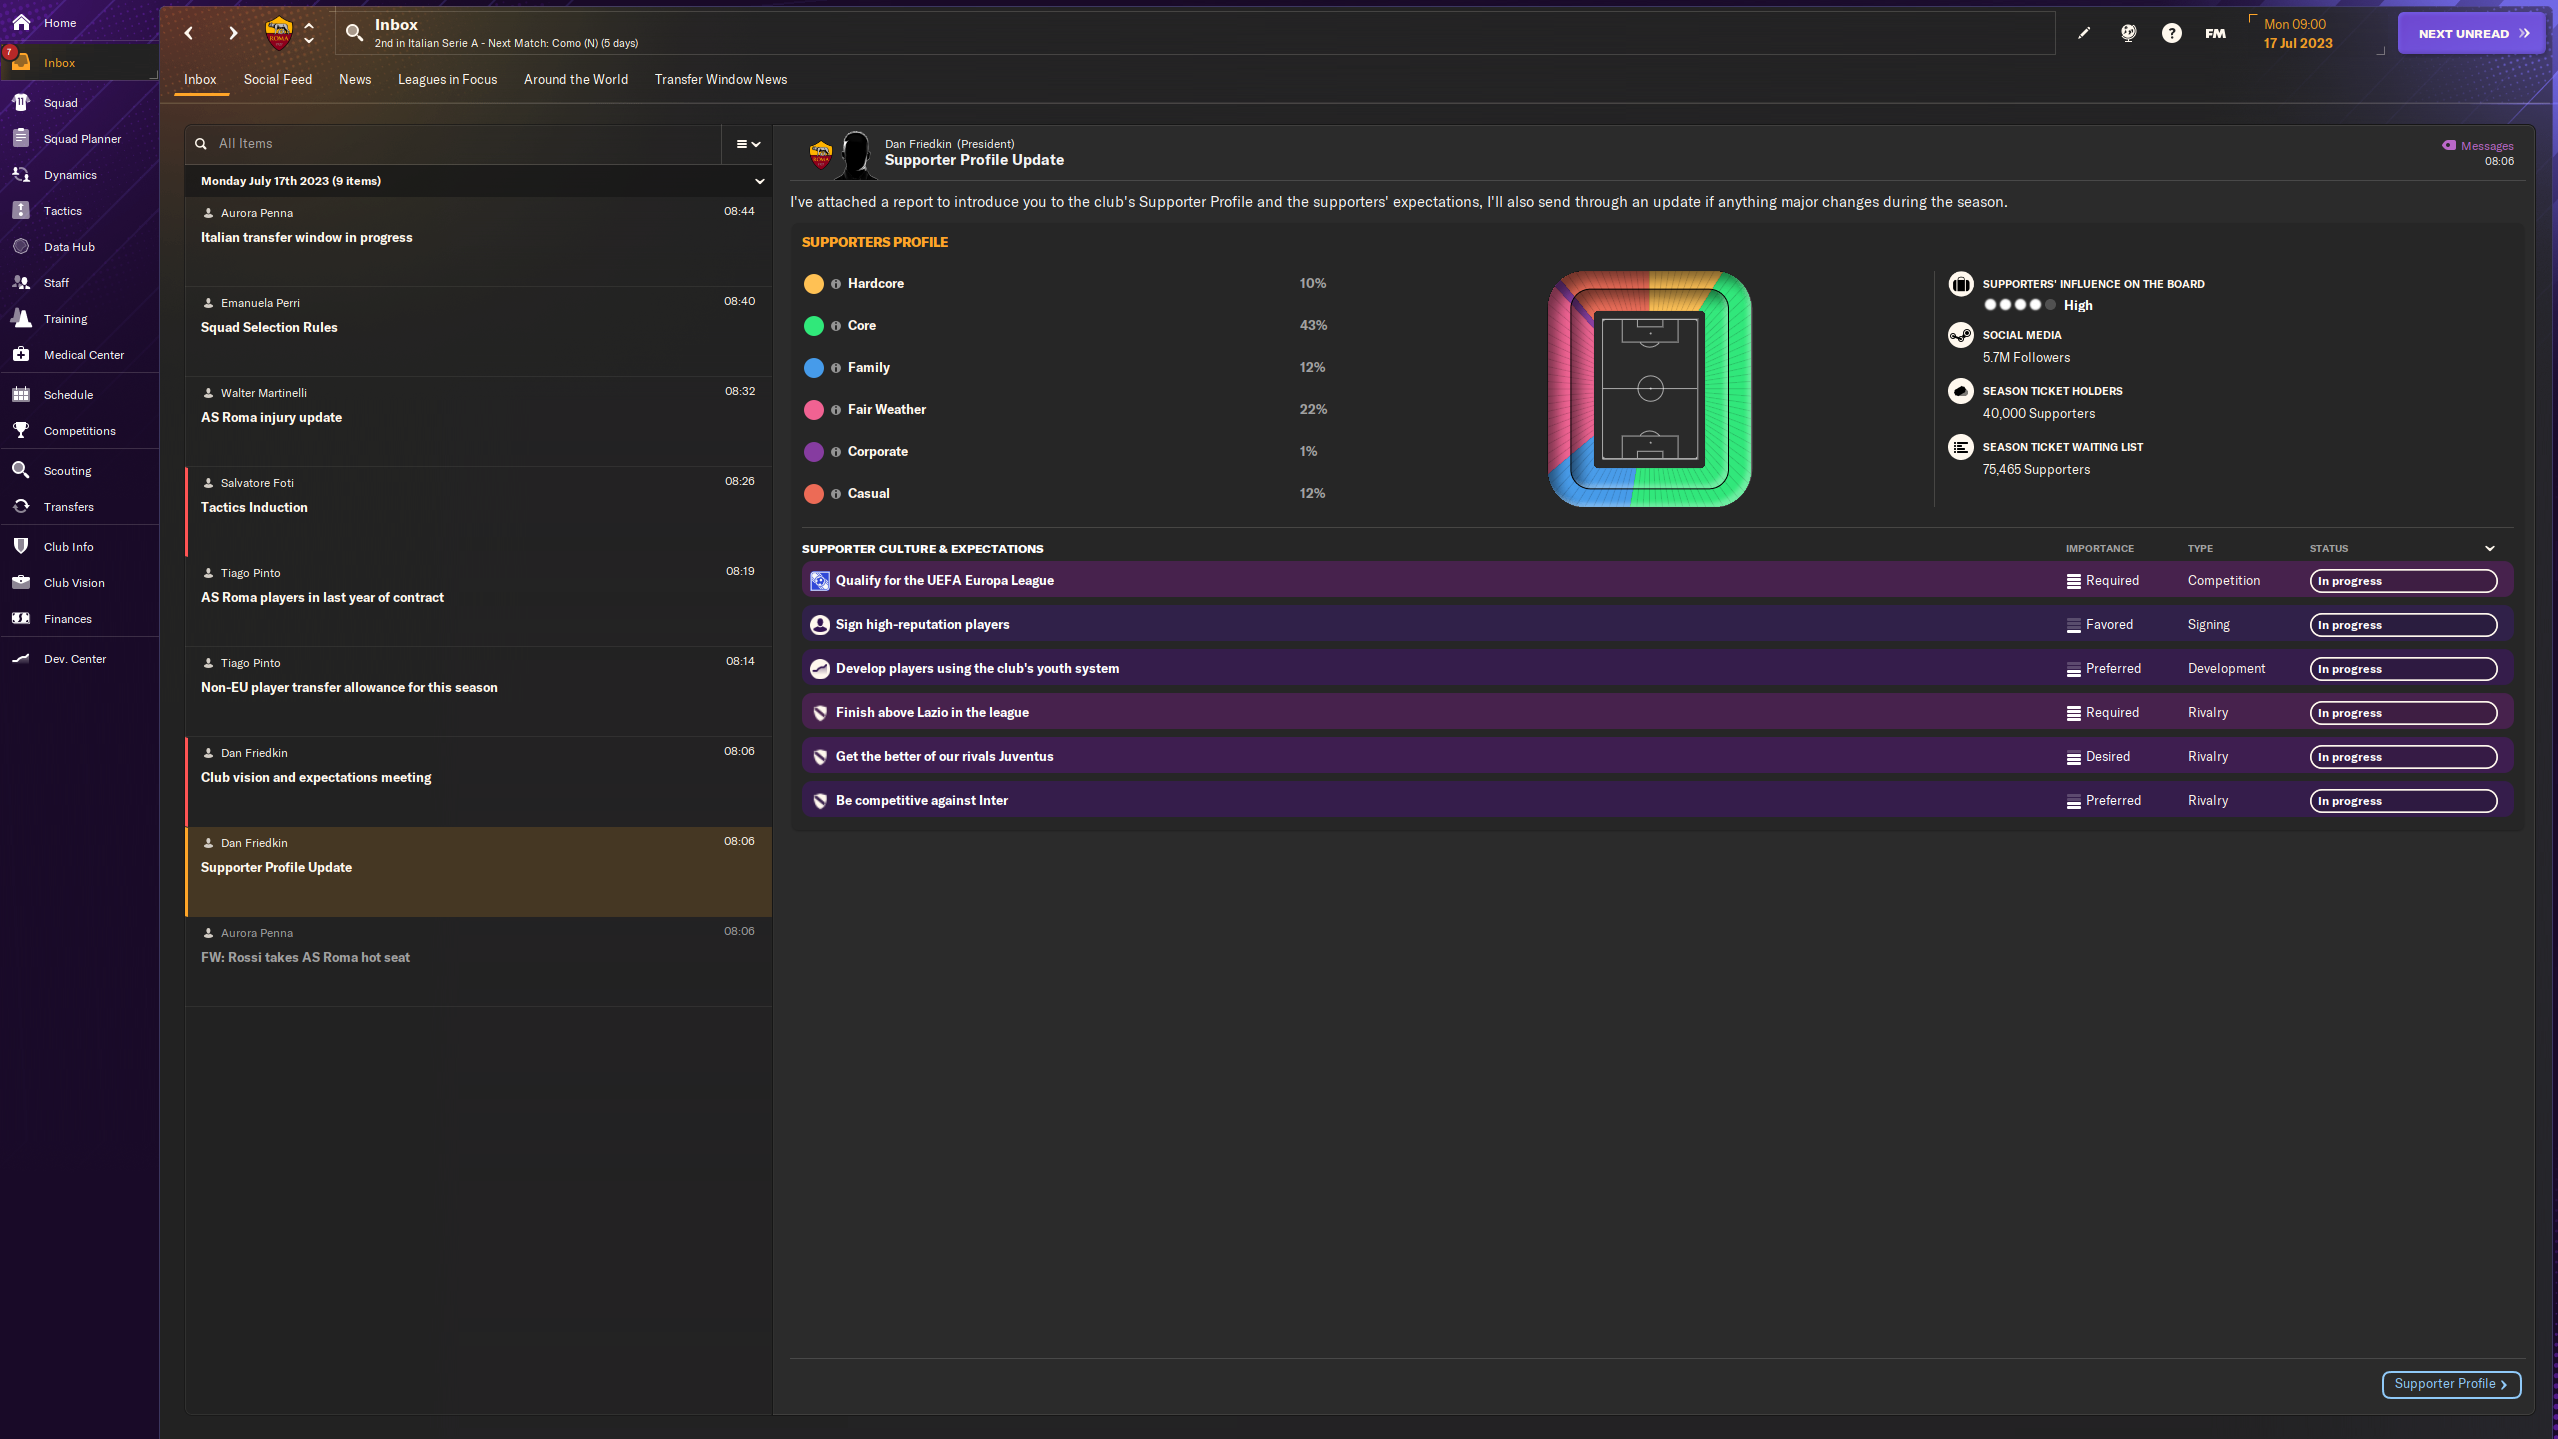 Home
7
Inbox
Squad
Squad Planner
Dynamics
Tactics
Data Hub
Staff
Training
Medical Center
Schedule
Competitions
Scouting
Transfers
Club Info
Club Vision
Finances
Dev. Center
Inbox
2nd in Italian Serie A - Next Match: Como (N) (5 days)
FM
Mon 09:00
17 Jul 2023
NEXT UNREAD
Inbox Social Feed News Leagues in Focus Around the World Transfer Window News
All Items
Monday July 17th 2023 (9 items)
Aurora Penna 08:44
Italian transfer window in progress
Emanuela Perri 08:40
Squad Selection Rules
Walter Martinelli 08:32
AS Roma injury update
Salvatore Foti 08:26
Tactics Induction
Tiago Pinto 08:19
AS Roma players in last year of contract
Tiago Pinto 08:14
Non-EU player transfer allowance for this season
Dan Friedkin 08:06
Club vision and expectations meeting
Dan Friedkin 08:06
Supporter Profile Update
Aurora Penna 08:06
FW: Rossi takes AS Roma hot seat
Dan Friedkin (President)
Supporter Profile Update
Messages
08:06
I've attached a report to introduce you to the club's Supporter Profile and the supporters' expectations, I'll also send through an update if anything major changes during the season.
SUPPORTERS PROFILE
Hardcore 10%
Core 43%
Family 12%
Fair Weather 22%
Corporate 1%
Casual 12%
SUPPORTERS' INFLUENCE ON THE BOARD
High
SOCIAL MEDIA
5.7M Followers
SEASON TICKET HOLDERS
40,000 Supporters
SEASON TICKET WAITING LIST
75,465 Supporters
SUPPORTER CULTURE & EXPECTATIONS IMPORTANCE TYPE STATUS
Qualify for the UEFA Europa League Required Competition In progress
Sign high-reputation players Favored Signing In progress
Develop players using the club's youth system Preferred Development In progress
Finish above Lazio in the league Required Rivalry In progress
Get the better of our rivals Juventus Desired Rivalry In progress
Be competitive against Inter Preferred Rivalry In progress
Supporter Profile